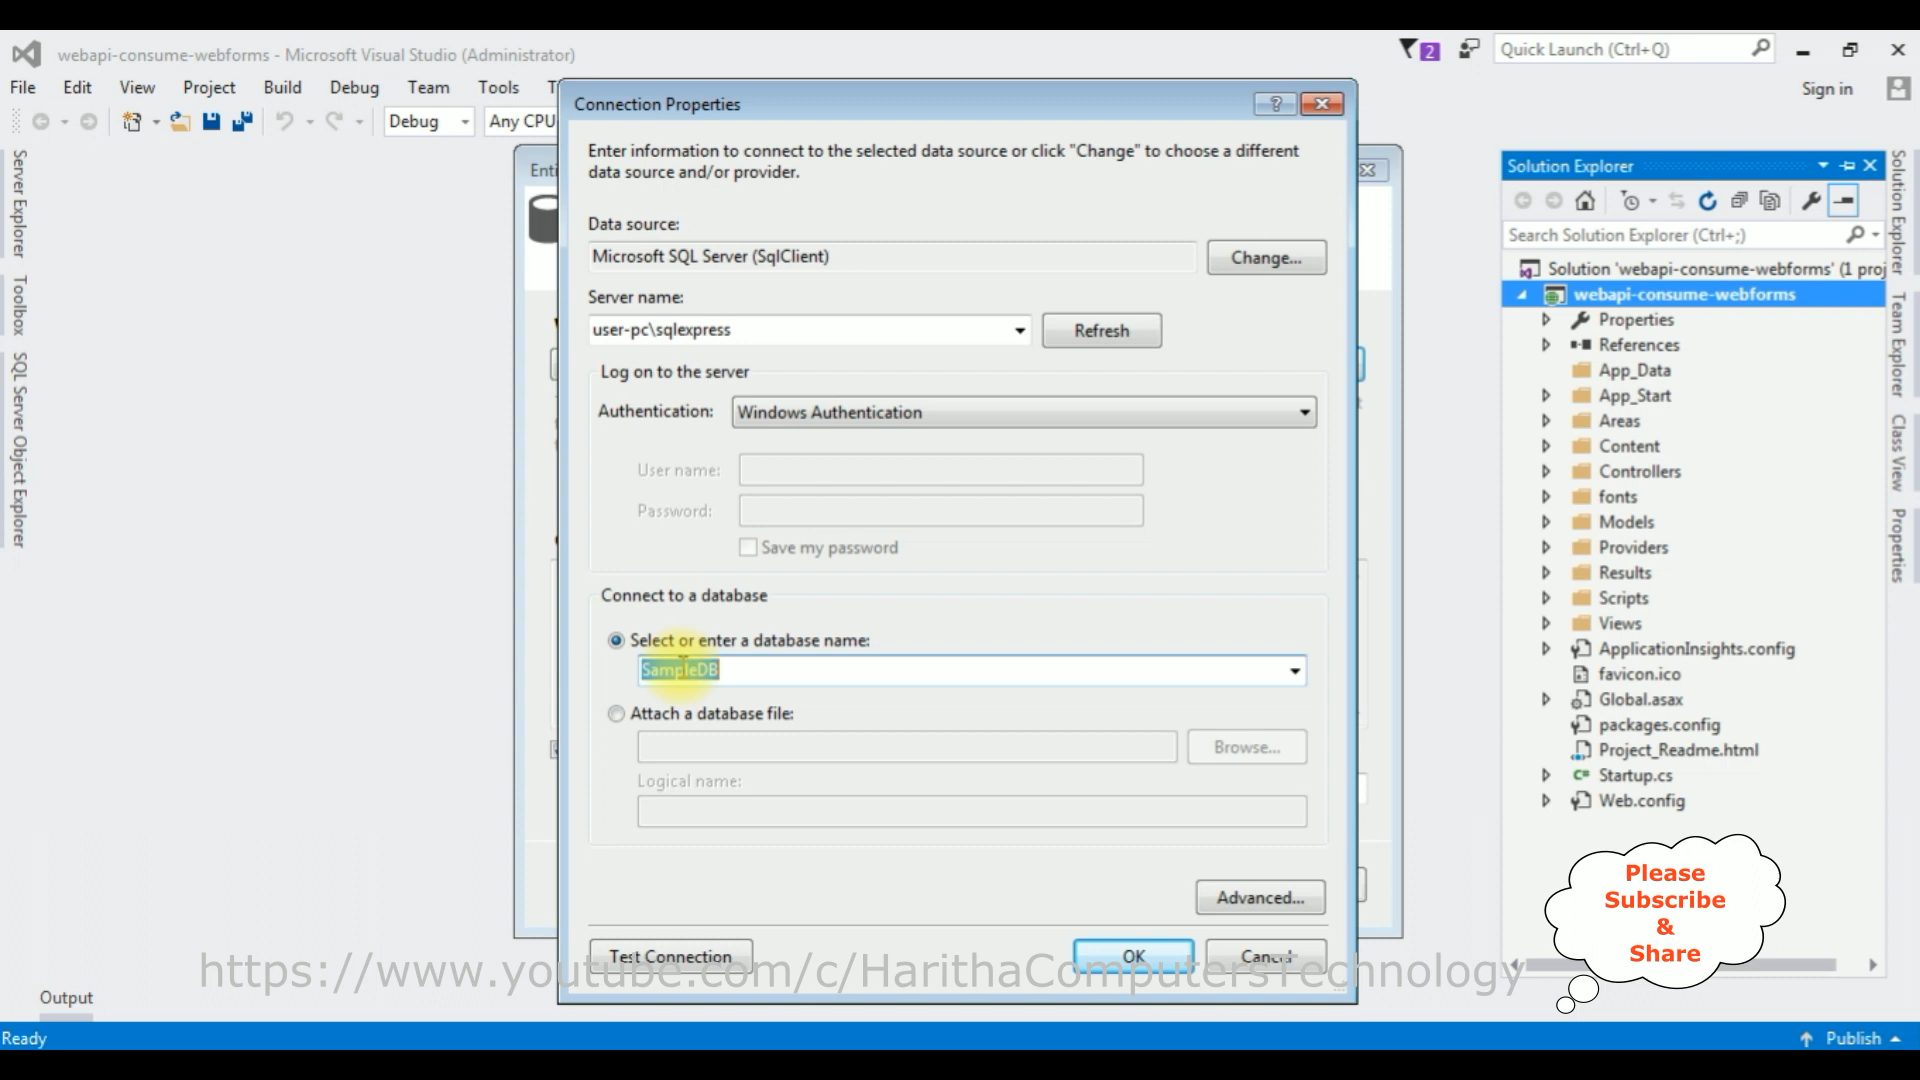 webapi-consume-webforms - Microsoft Visual Studio (Administrator)
2
Quick Launch (Ctrl+Q)
File Edit View Project Build Debug Team Tools
Sign in
Debug
Any CPU
Server Explorer
Toolbox
SQL Server Object Explorer
Connection Properties
?
Enter information to connect to the selected data source or click "Change" to choose a different
data source and/or provider.
Data source:
Microsoft SQL Server (SqlClient)
Change...
Server name:
user-pc\sqlexpress
Refresh
Log on to the server
Authentication:
Windows Authentication
User name:
Password:
Save my password
Connect to a database
Select or enter a database name:
SampleDB
Attach a database file:
Browse...
Logical name:
Advanced...
Test Connection
OK
Cancel
Solution Explorer
Search Solution Explorer (Ctrl+;)
Solution 'webapi-consume-webforms' (1 proj
webapi-consume-webforms
Properties
References
App_Data
App_Start
Areas
Content
Controllers
fonts
Models
Providers
Results
Scripts
Views
ApplicationInsights.config
favicon.ico
Global.asax
packages.config
Project_Readme.html
C# Startup.cs
Web.config
Solution Explorer
Team Explorer
Class View
Properties
Please
Subscribe
&
Share
https://www.youtube.com/c/HarithaComputersTechnology
Output
Ready
Publish